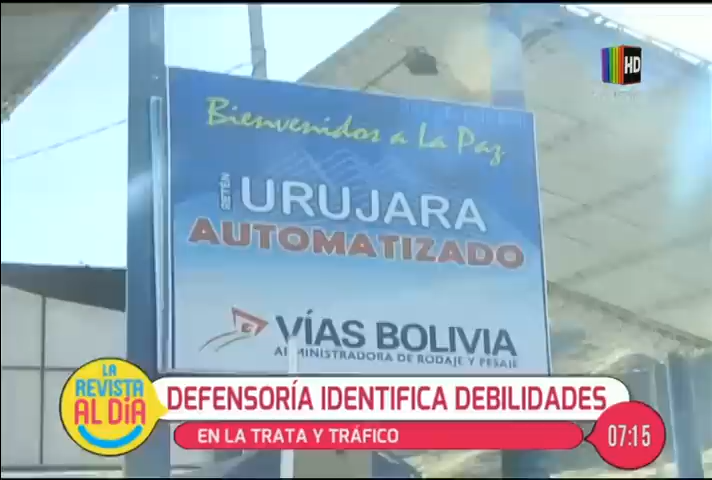 HD
Bienvenidos a La Paz
RETÉN
URUJARA
AUTOMATIZADO
VÍAS BOLIVIA
ADMINISTRADORA DE RODAJE Y PESAJE
LA
REVISTA
AL DÍA
DEFENSORÍA IDENTIFICA DEBILIDADES
EN LA TRATA Y TRÁFICO
07:15